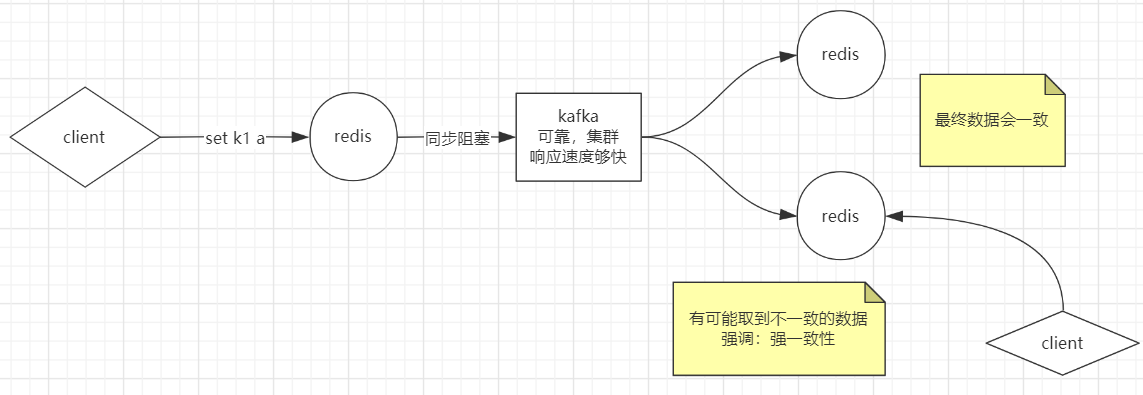 client
set k1 a
redis
同步阻塞
kafka
可靠，集群
响应速度够快
redis
最终数据会一致
redis
有可能取到不一致的数据
强调：强一致性
client